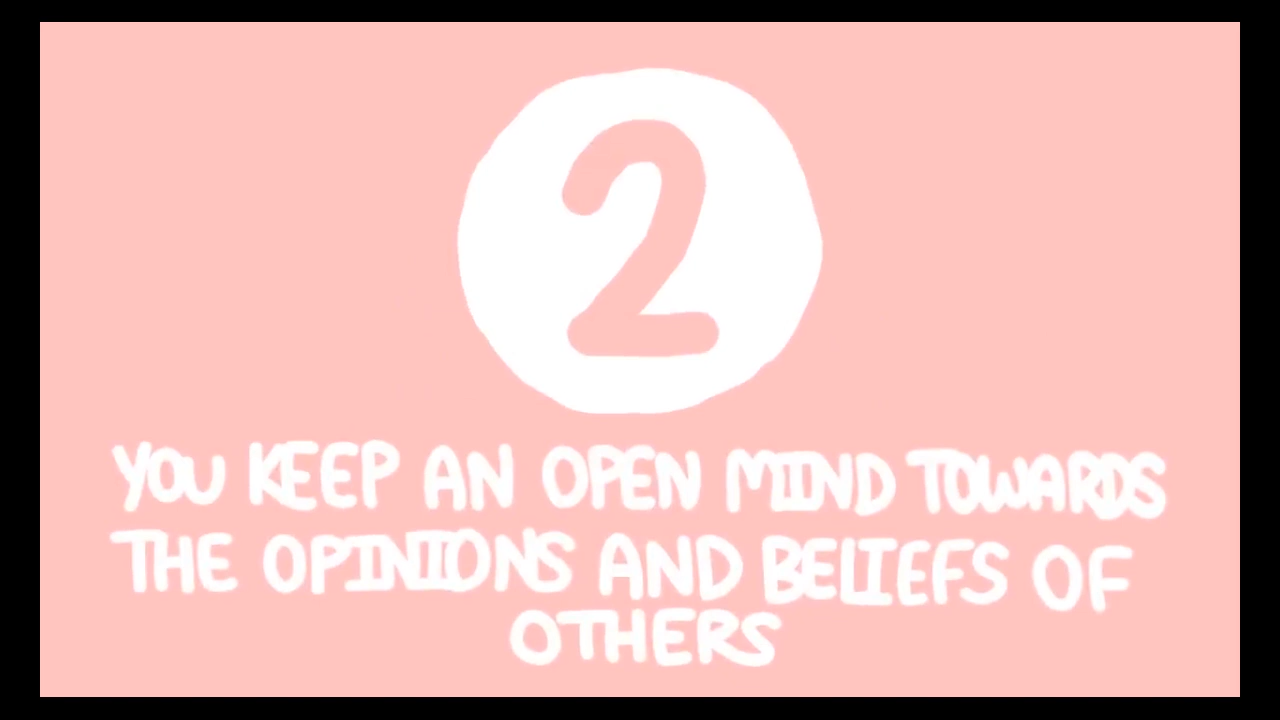 2
YOU KEEP AN OPEN MIND TOWARDS
THE OPINIONS AND BELIEFS OF
OTHERS